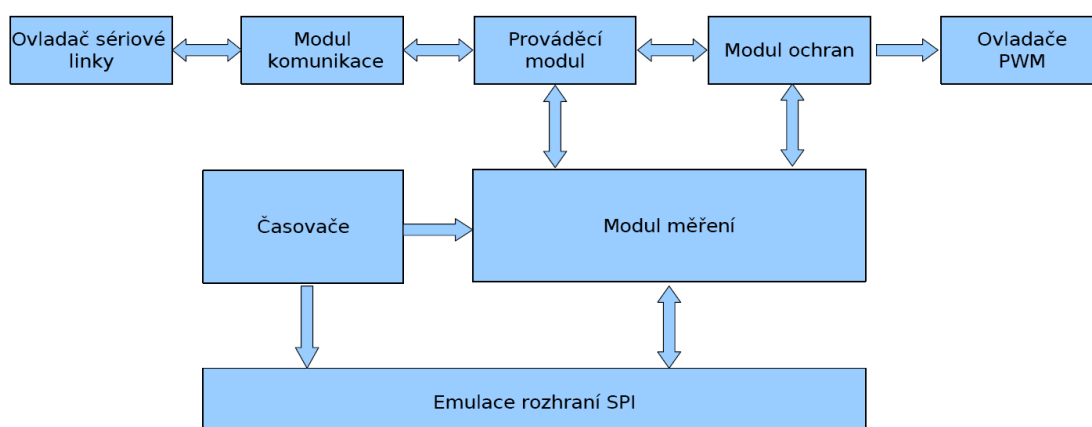 Ovladač sériové
linky
Modul
komunikace
Prováděcí
modul
Modul ochran
Ovladače
PWM
Časovače
Modul měření
Emulace rozhraní SPI